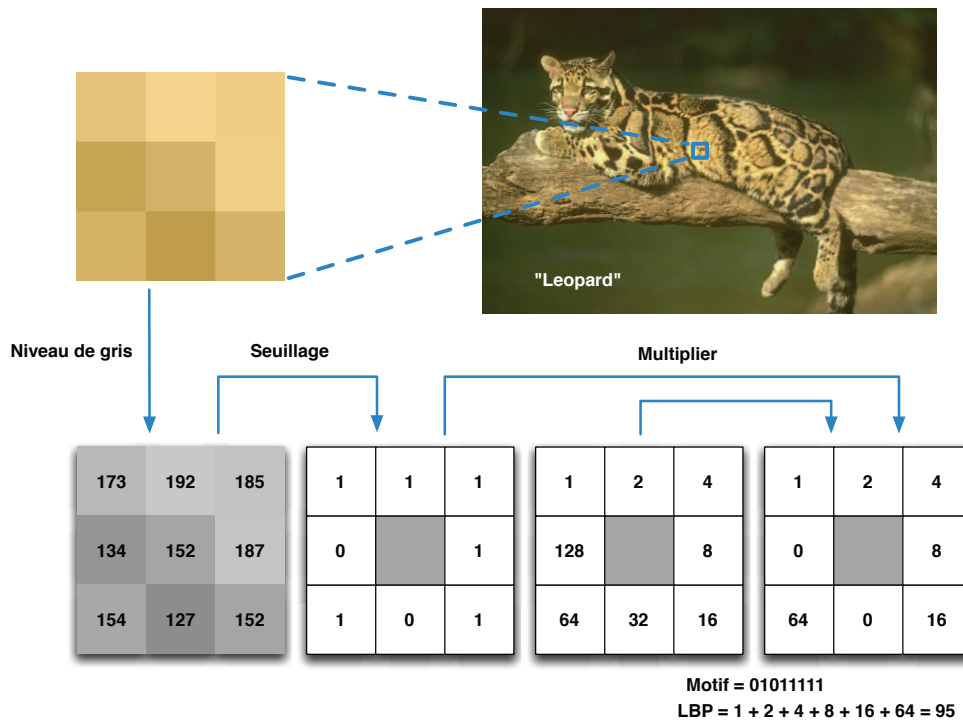 "Leopard"
Niveau de gris
Seuillage
Multiplier
173 192 185
134 152 187
154 127 152
1 1 1
0 1
1 0 1
1 2 4
128 8
64 32 16
1 2 4
0 8
64 0 16
Motif = 01011111
LBP = 1 + 2 + 4 + 8 + 16 + 64 = 95